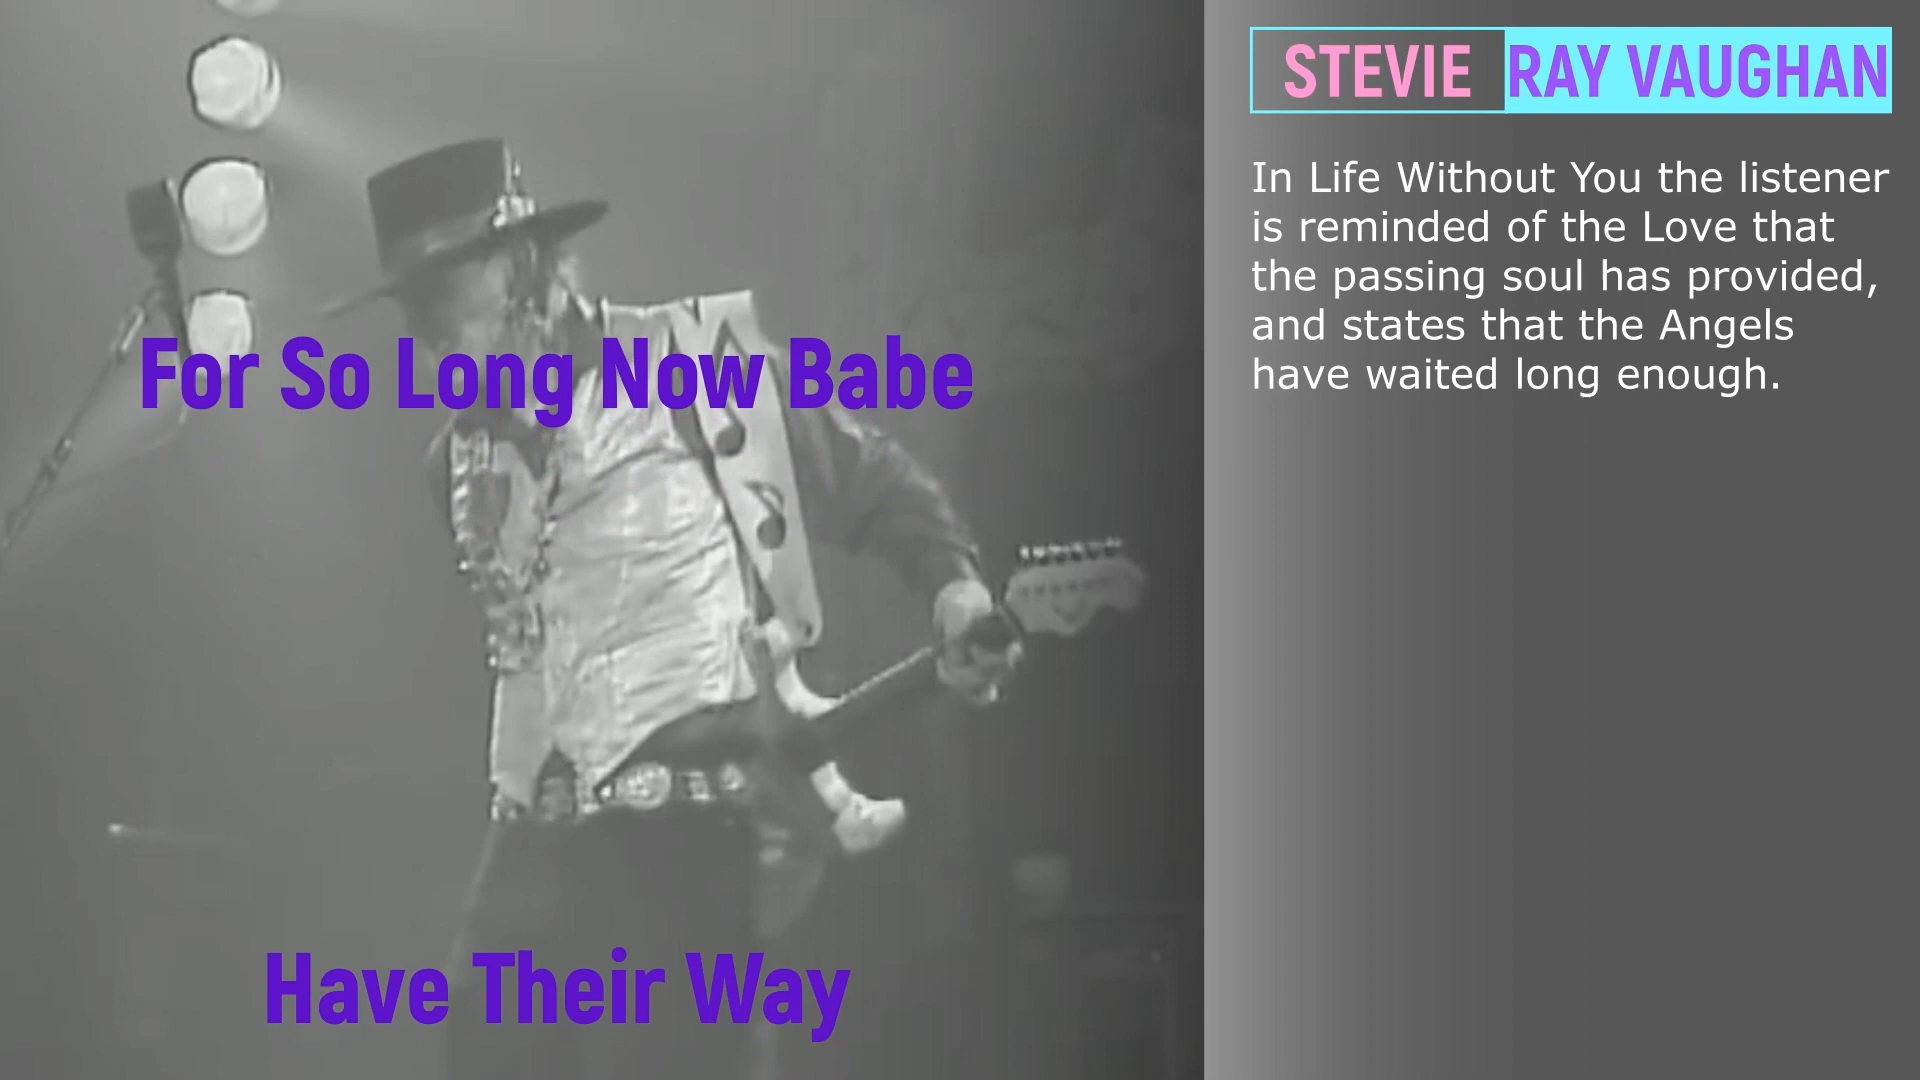 For So Long Now Babe
Have Their Way
STEVIE RAY VAUGHAN
In Life Without You the listener
is reminded of the Love that
the passing soul has provided,
and states that the Angels
have waited long enough.